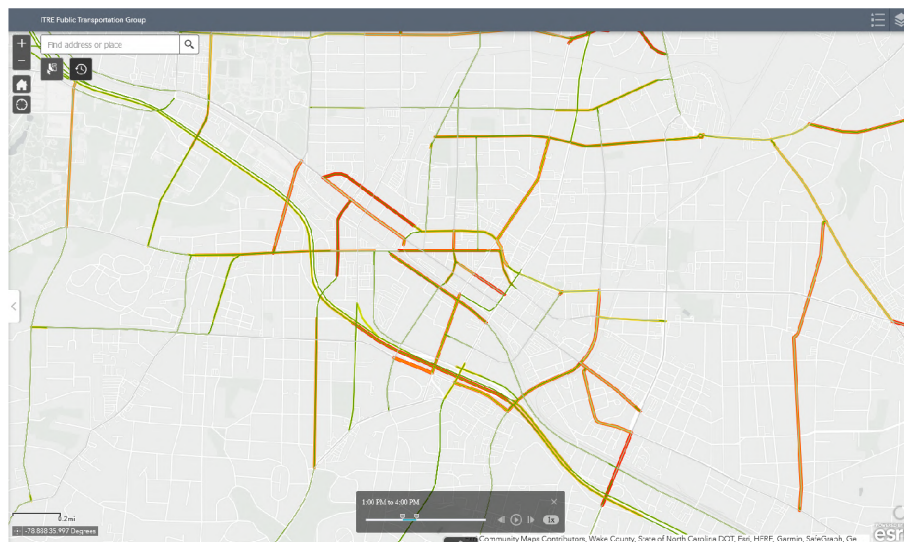 ITRE Public Transportation Group
Find address or place
1:00 PM to 4:00 PM
1x
0.2mi
-78.888 35.997 Degrees
Community Maps Contributors, Wake County, State of North Carolina DOT, Esri, HERE, Garmin, SafeGraph, Ge
esri